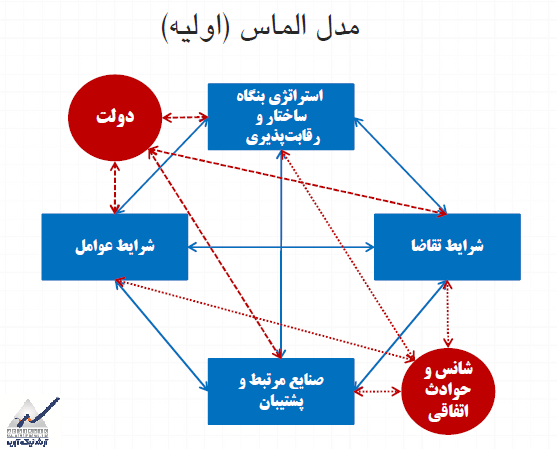 مدل الماس (اولیه)
دولت
استراتژی بنگاه
ساختار و
رقابت‌پذیری
شرایط عوامل
شرایط تقاضا
صنایع مرتبط و
پشتیبان
شانس و
حوادث
اتفاقی